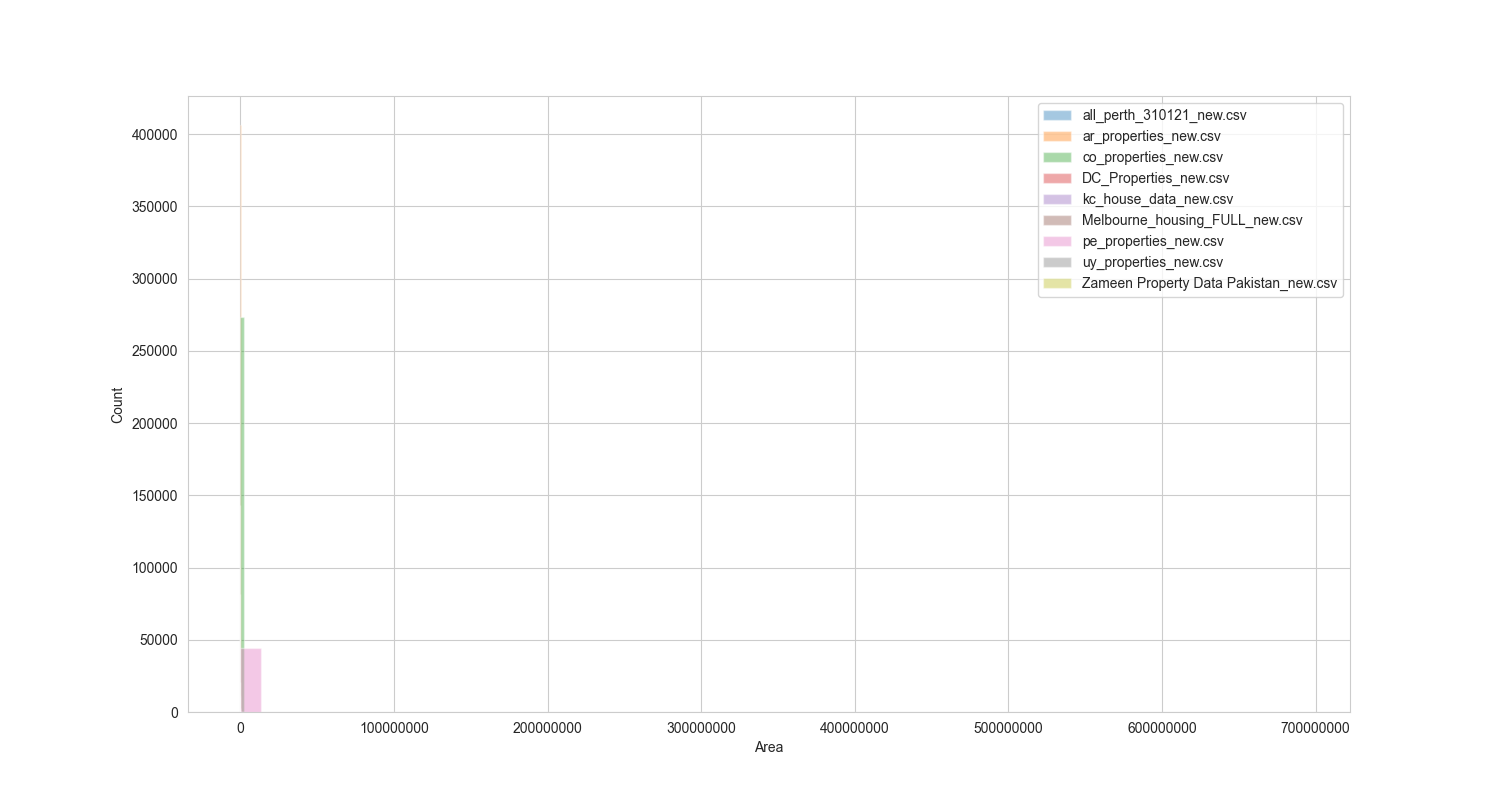 400000
350000
300000
250000
200000
150000
100000
50000
0
Count
0 100000000 200000000 300000000 400000000 500000000 600000000 700000000
Area
all_perth_310121_new.csv
ar_properties_new.csv
co_properties_new.csv
DC_Properties_new.csv
kc_house_data_new.csv
Melbourne_housing_FULL_new.csv
pe_properties_new.csv
uy_properties_new.csv
Zameen Property Data Pakistan_new.csv